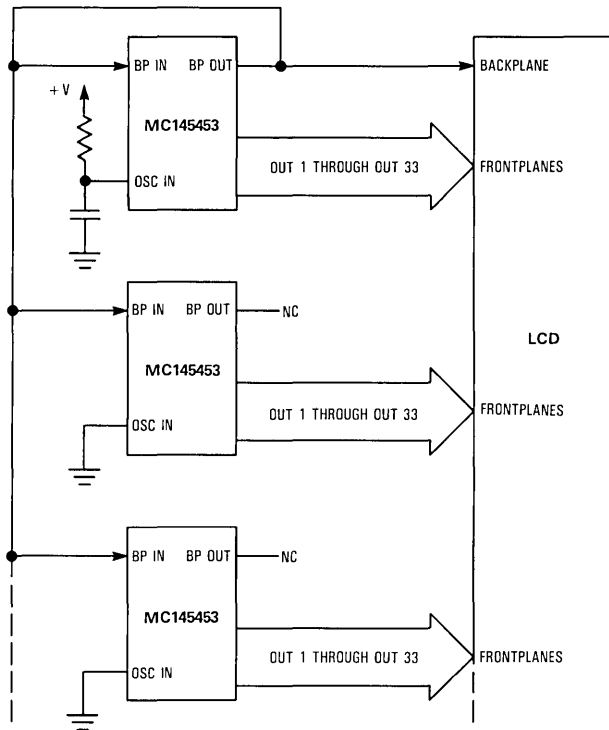 BP IN BP OUT
BACKPLANE
+V
MC145453
OUT 1 THROUGH OUT 33
FRONTPLANES
OSC IN
BP IN BP OUT
NC
LCD
MC145453
OUT 1 THROUGH OUT 33
FRONTPLANES
OSC IN
BP IN BP OUT
NC
MC145453
OUT 1 THROUGH OUT 33
FRONTPLANES
OSC IN